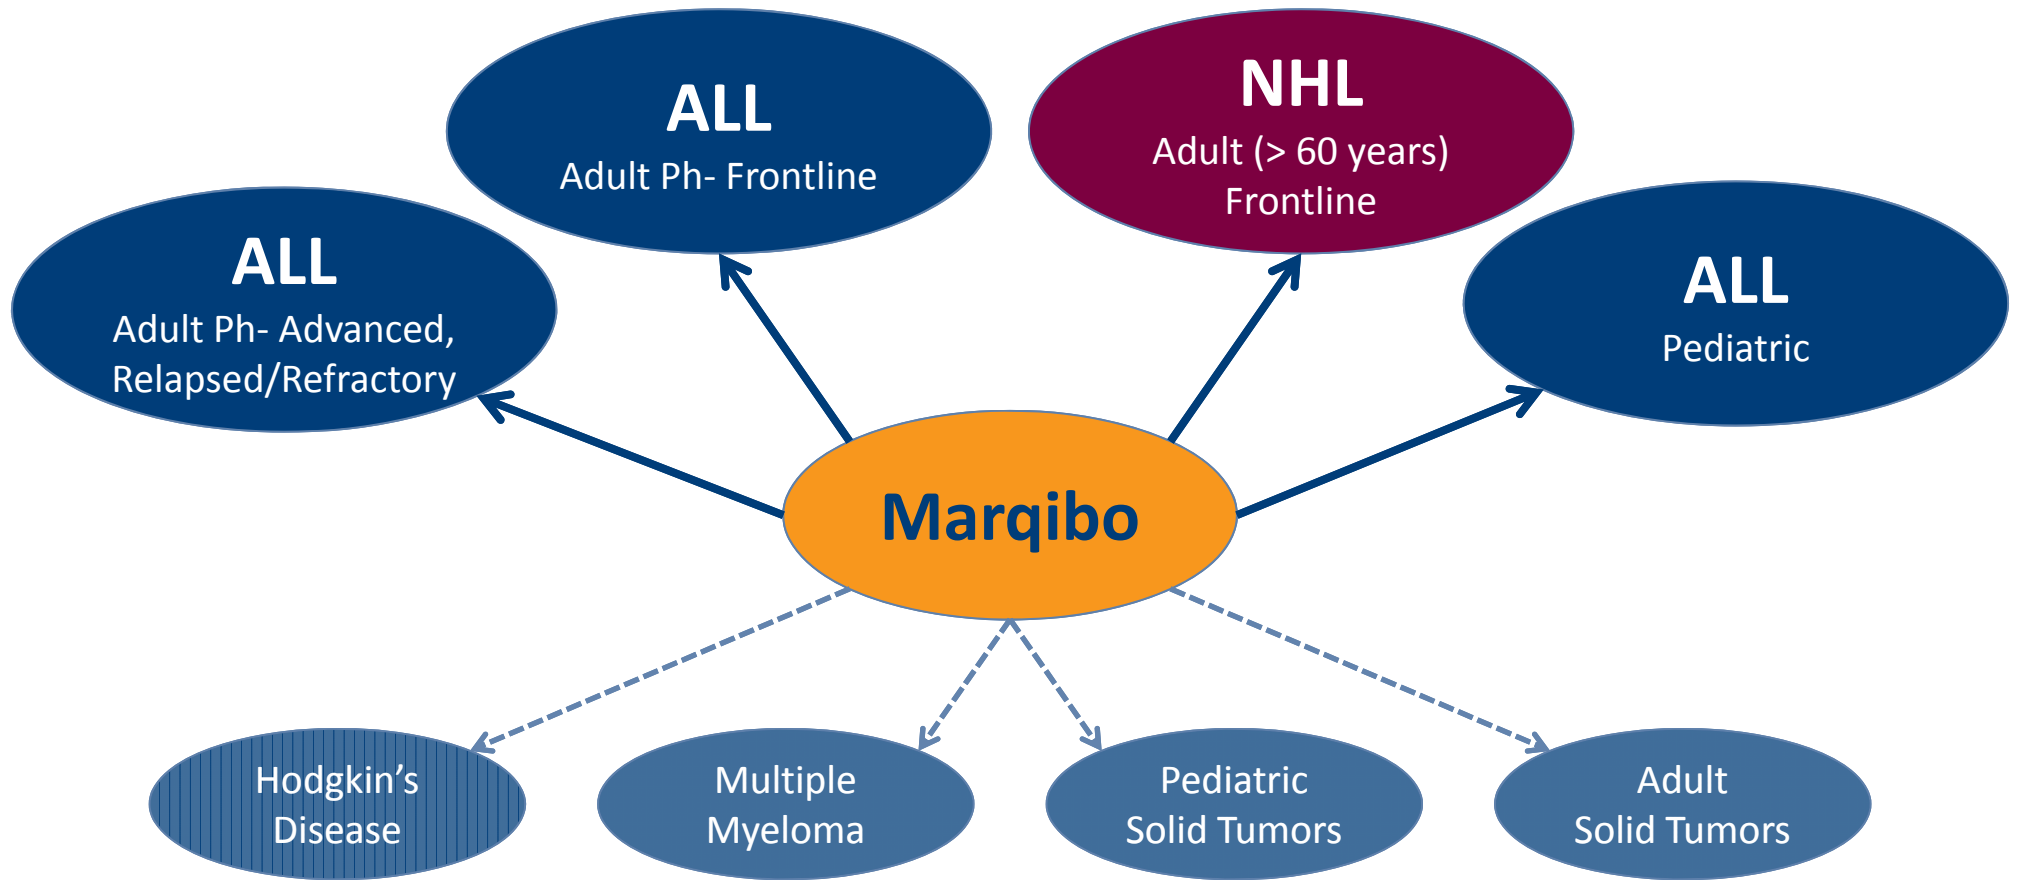 ALL
Adult Ph- Advanced,
Relapsed/Refractory
ALL
Adult Ph- Frontline
NHL
Adult (> 60 years)
Frontline
ALL
Pediatric
Marqibo
Hodgkin’s
Disease
Multiple
Myeloma
Pediatric
Solid Tumors
Adult
Solid Tumors